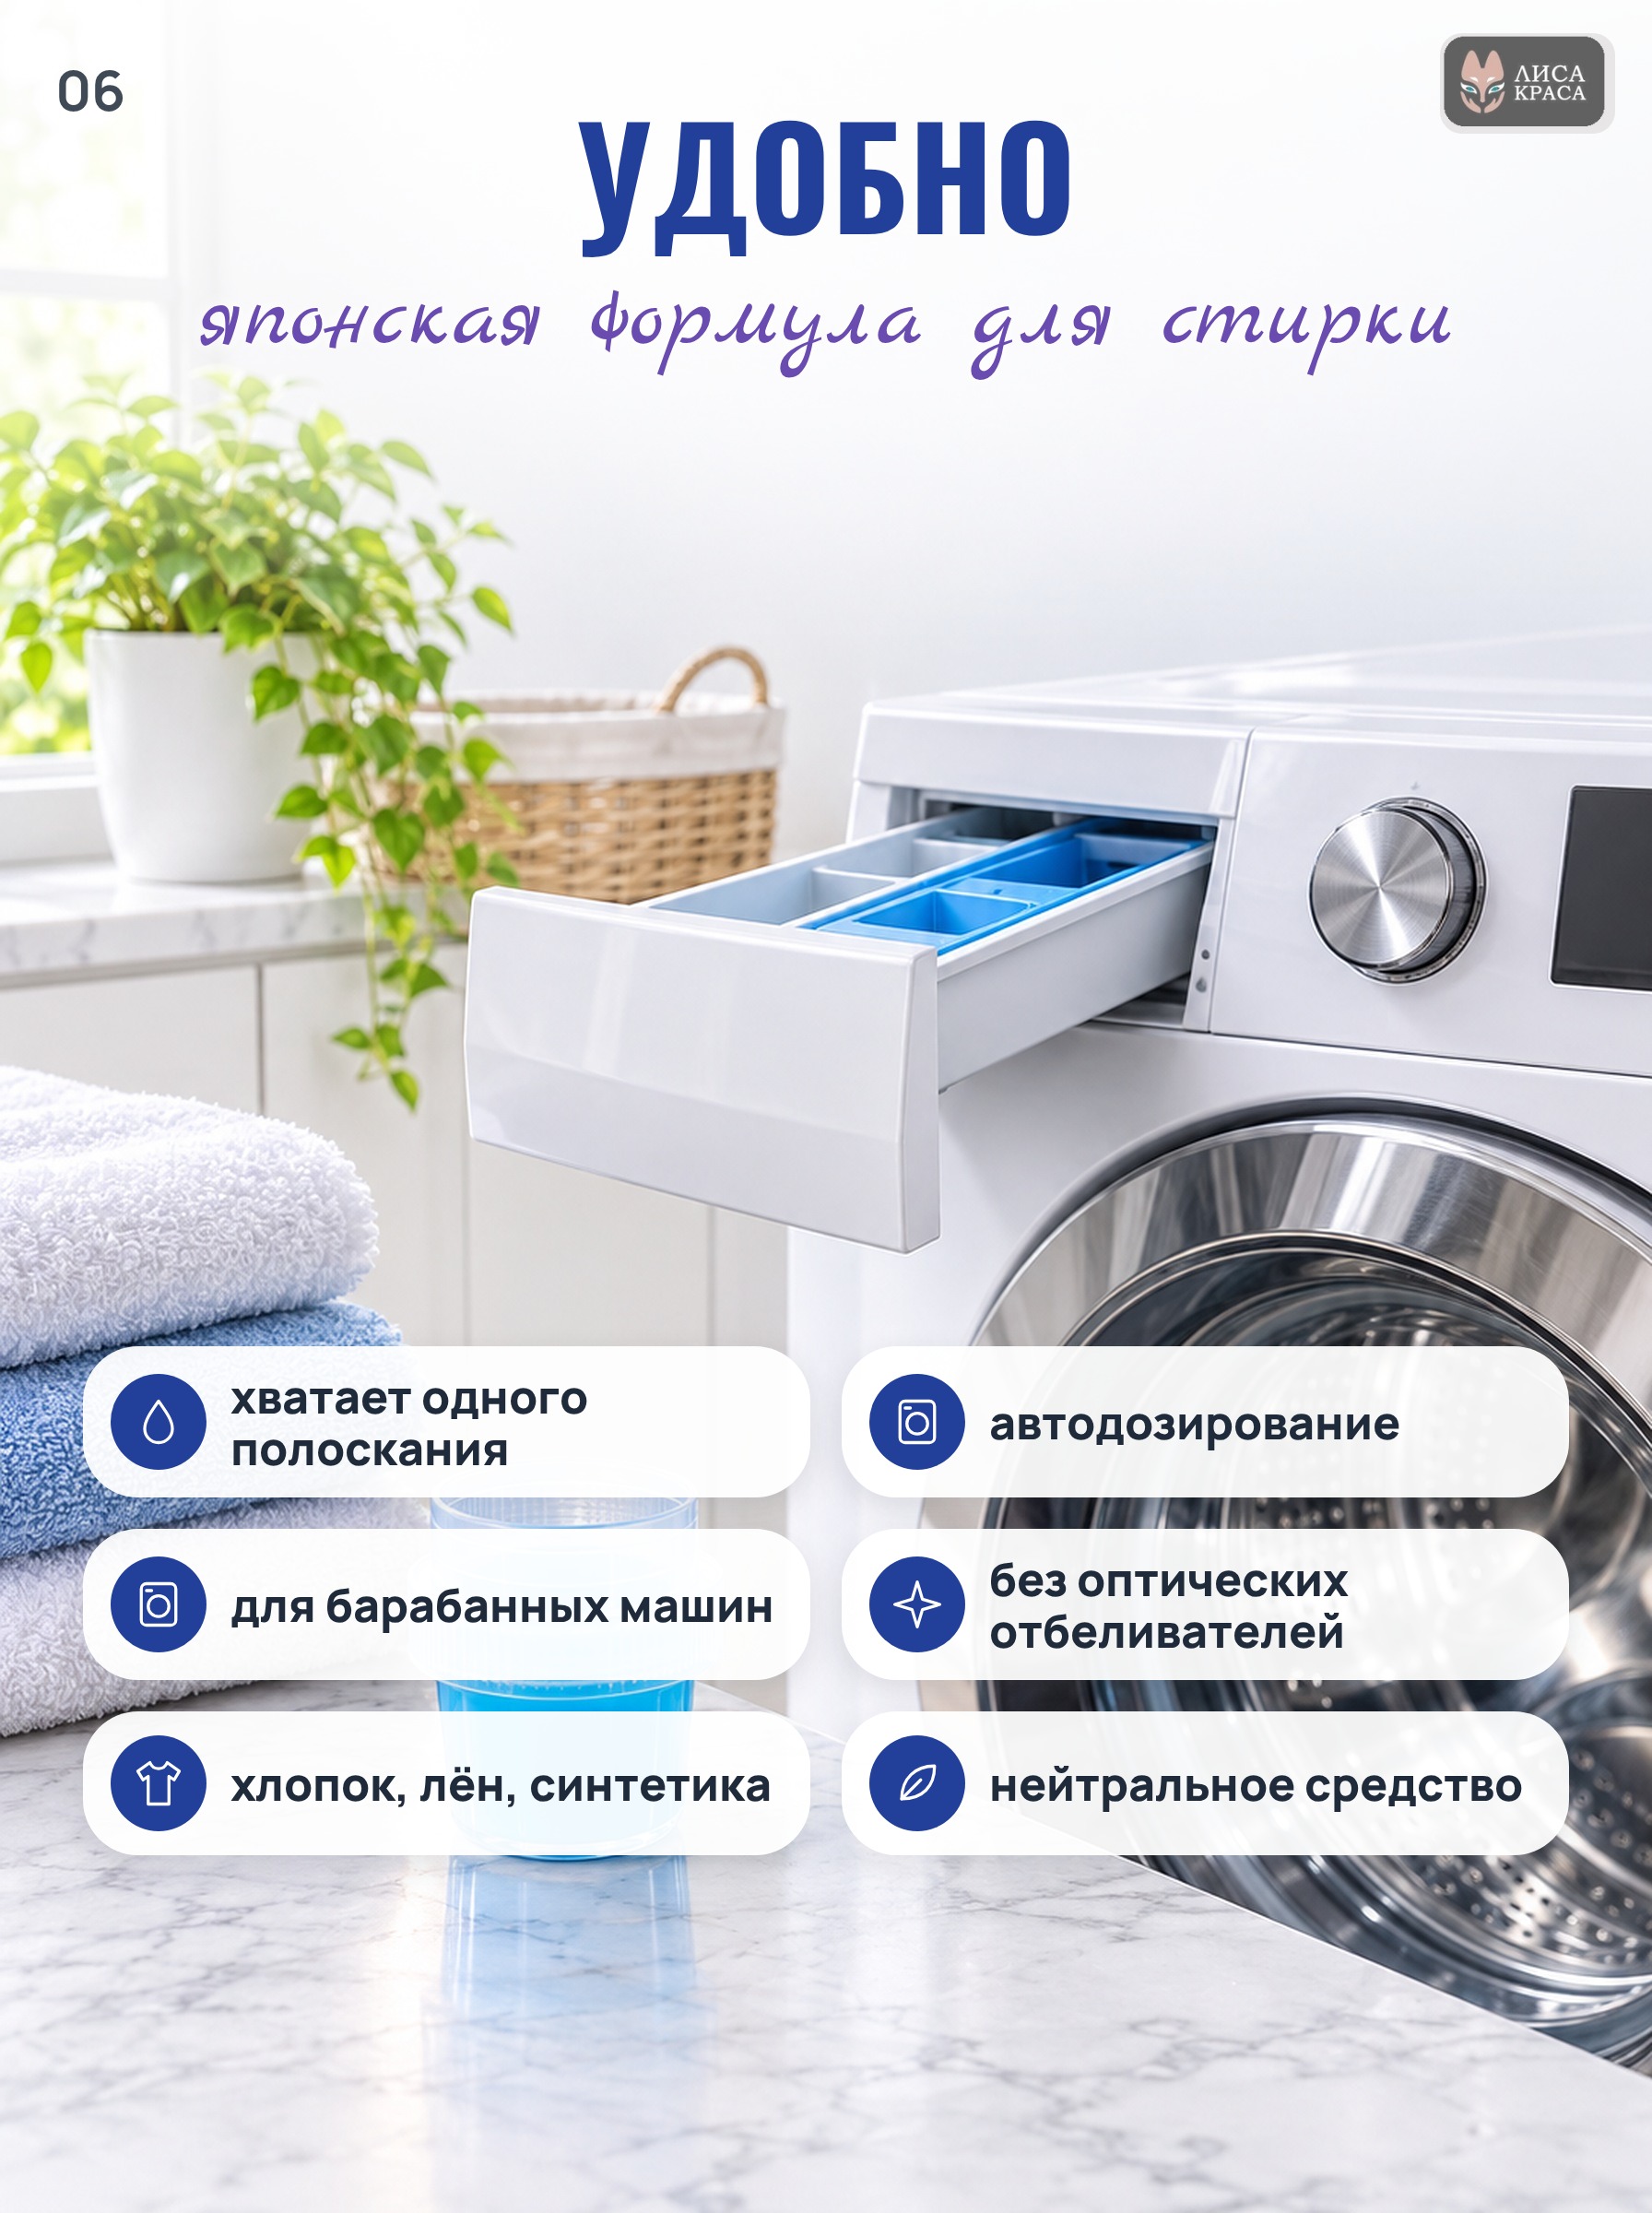 06
ЛИСА
КРАСА
УДОБНО
японская формула для стирки
хватает одного
полоскания
автодозирование
для барабанных машин
без оптических
отбеливателей
хлопок, лён, синтетика
нейтральное средство